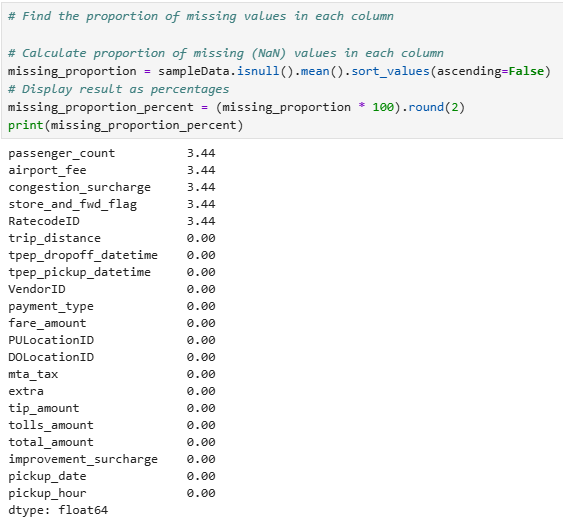 # Find the proportion of missing values in each column
# Calculate proportion of missing (NaN) values in each column
missing_proportion = sampleData.isnull().mean().sort_values(ascending=False)
# Display result as percentages
missing_proportion_percent = (missing_proportion * 100).round(2)
print(missing_proportion_percent)
passenger_count 3.44
airport_fee 3.44
congestion_surcharge 3.44
store_and_fwd_flag 3.44
RatecodeID 3.44
trip_distance 0.00
tpep_dropoff_datetime 0.00
tpep_pickup_datetime 0.00
VendorID 0.00
payment_type 0.00
fare_amount 0.00
PULocationID 0.00
DOLocationID 0.00
mta_tax 0.00
extra 0.00
tip_amount 0.00
tolls_amount 0.00
total_amount 0.00
improvement_surcharge 0.00
pickup_date 0.00
pickup_hour 0.00
dtype: float64